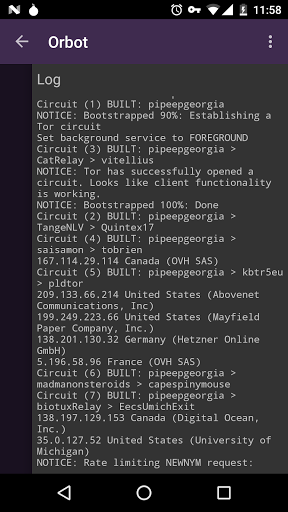 11:58
Orbot
Log
Circuit (1) BUILT: pipeepgeorgia
NOTICE: Bootstrapped 90%: Establishing a
Tor circuit
Set background service to FOREGROUND
Circuit (3) BUILT: pipeepgeorgia >
CatRelay > vitellius
NOTICE: Tor has successfully opened a
circuit. Looks like client functionality
is working.
NOTICE: Bootstrapped 100%: Done
Circuit (2) BUILT: pipeepgeorgia >
TangeNLV > Quintex17
Circuit (4) BUILT: pipeepgeorgia >
saisamon > tobrien
167.114.29.114 Canada (OVH SAS)
Circuit (5) BUILT: pipeepgeorgia > kbtr5eu
> pldtor
209.133.66.214 United States (Abovenet
Communications, Inc)
199.249.223.66 United States (Mayfield
Paper Company, Inc.)
138.201.130.32 Germany (Hetzner Online
GmbH)
5.196.58.96 France (OVH SAS)
Circuit (6) BUILT: pipeepgeorgia >
madmanonsteroids > capespinymouse
Circuit (7) BUILT: pipeepgeorgia >
biotuxRelay > EecsUmichExit
138.197.129.153 Canada (Digital Ocean,
Inc.)
35.0.127.52 United States (University of
Michigan)
NOTICE: Rate limiting NEWNYM request: